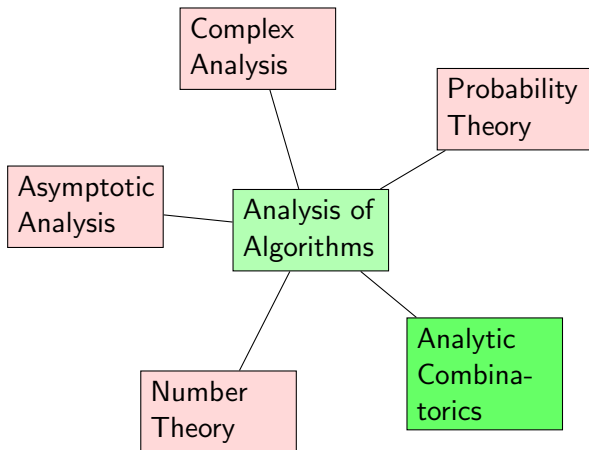 Complex
Analysis
Probability
Theory
Asymptotic
Analysis
Analysis of
Algorithms
Analytic
Combina-
torics
Number
Theory